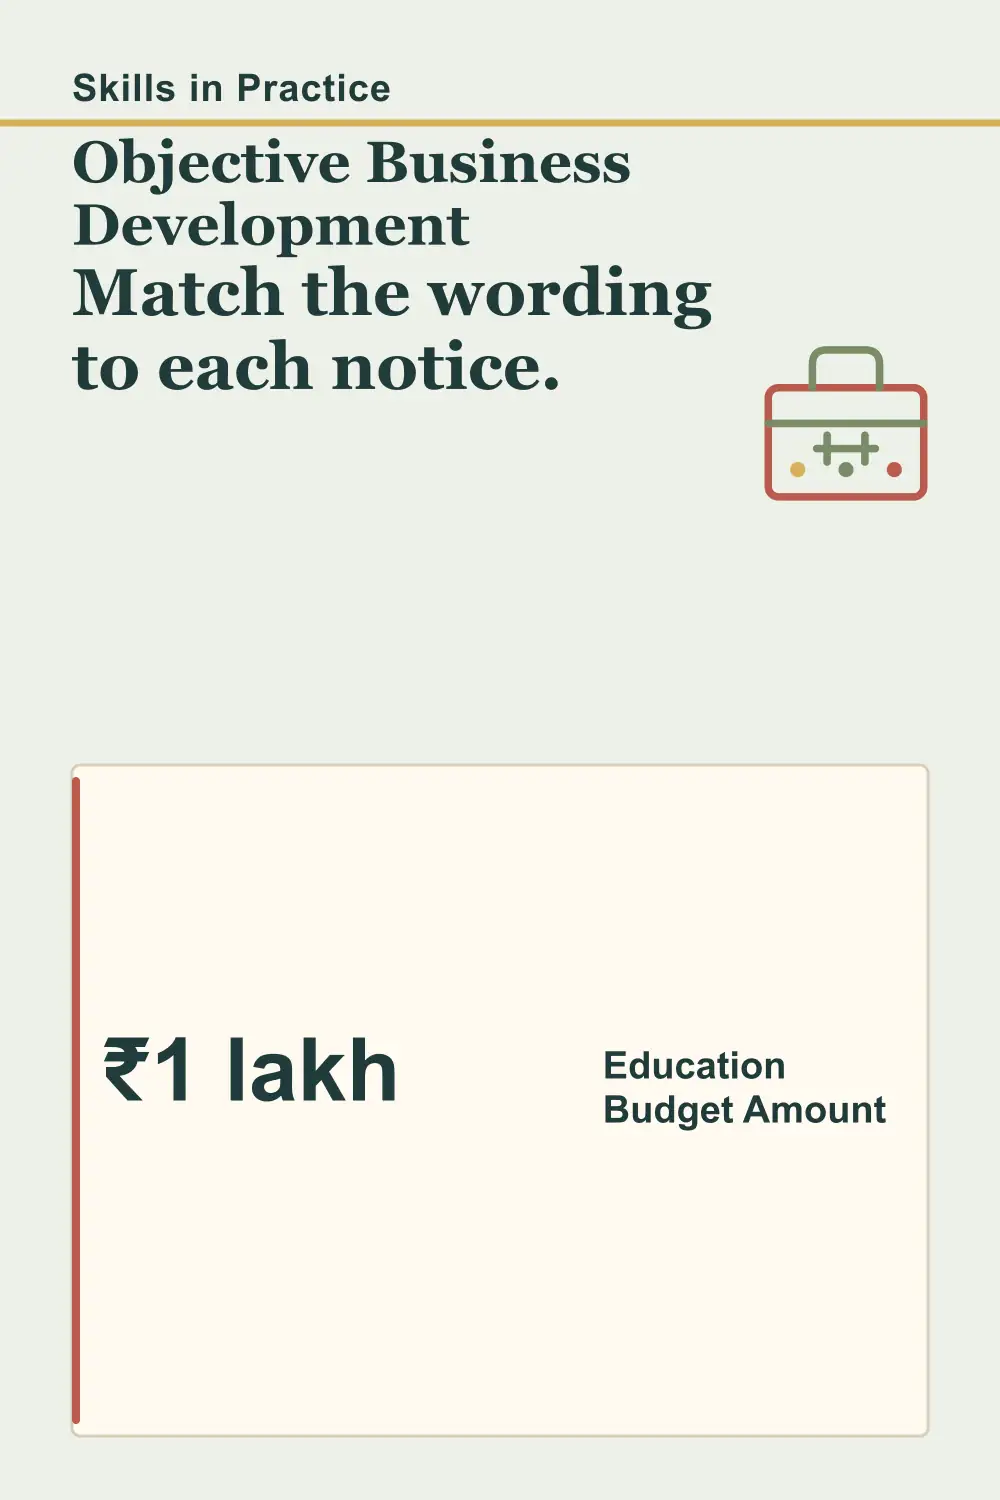 Skills in Practice
Objective Business
Development
Match the wording
to each notice.
₹1 lakh
Education
Budget Amount